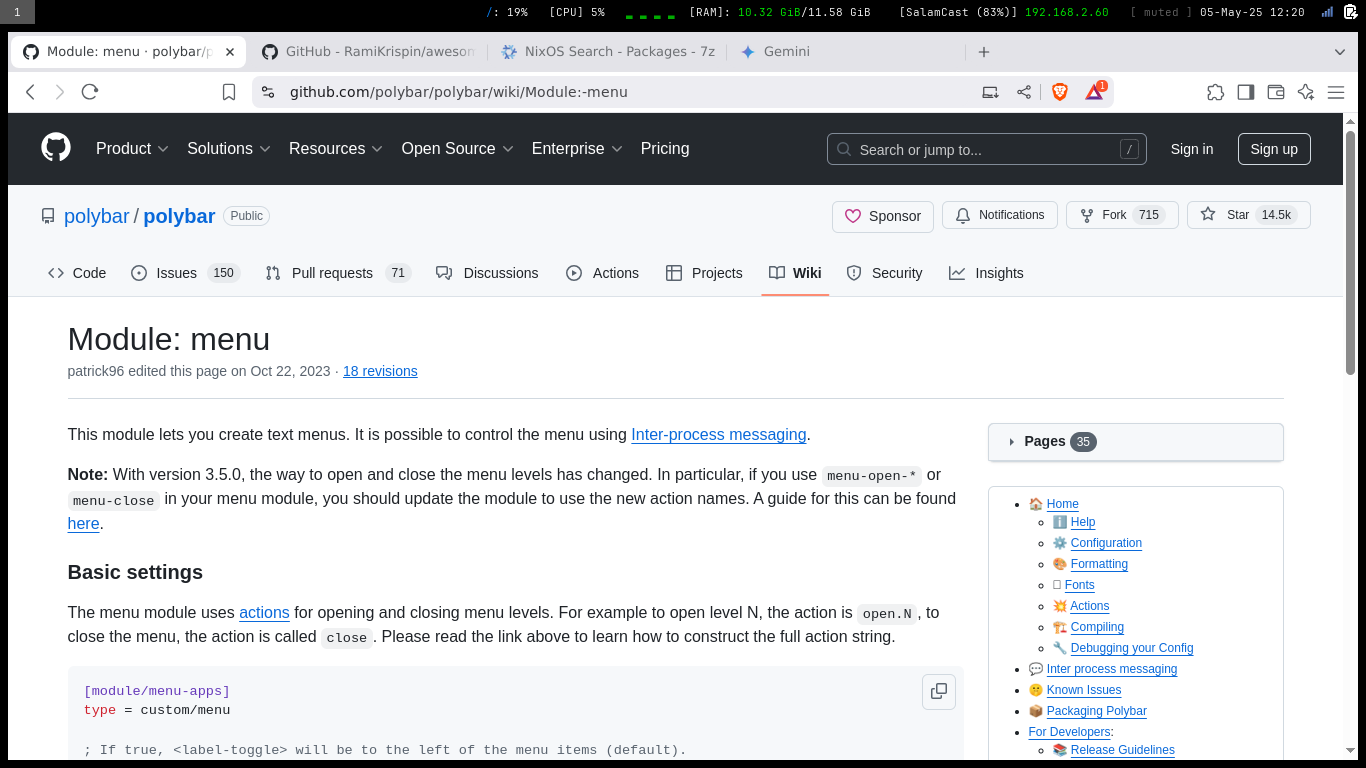 1
/: 19% [CPU] 5% [RAM]: 10.32 GiB/11.58 GiB [SalamCast (83%)] 192.168.2.60 [ muted ] 05-May-25 12:20
Module: menu · polybar/p
GitHub - RamiKrispin/aweson
NixOS Search - Packages - 7z
Gemini
github.com/polybar/polybar/wiki/Module:-menu
1
Product Solutions Resources Open Source Enterprise Pricing
Search or jump to... /
Sign in Sign up
polybar / polybar Public
Sponsor Notifications Fork 715 Star 14.5k
Code Issues 150 Pull requests 71 Discussions Actions Projects Wiki Security Insights
Module: menu
patrick96 edited this page on Oct 22, 2023 · 18 revisions
This module lets you create text menus. It is possible to control the menu using Inter-process messaging.
Note: With version 3.5.0, the way to open and close the menu levels has changed. In particular, if you use menu-open-* or
menu-close in your menu module, you should update the module to use the new action names. A guide for this can be found
here.
Basic settings
The menu module uses actions for opening and closing menu levels. For example to open level N, the action is open.N, to
close the menu, the action is called close. Please read the link above to learn how to construct the full action string.
[module/menu-apps]
type = custom/menu
; If true, <label-toggle> will be to the left of the menu items (default).
Pages 35
🏠 Home
ℹ️ Help
⚙️ Configuration
🎨 Formatting
Fonts
💥 Actions
🏗️ Compiling
🔧 Debugging your Config
💬 Inter process messaging
🤫 Known Issues
📦 Packaging Polybar
For Developers:
📚 Release Guidelines